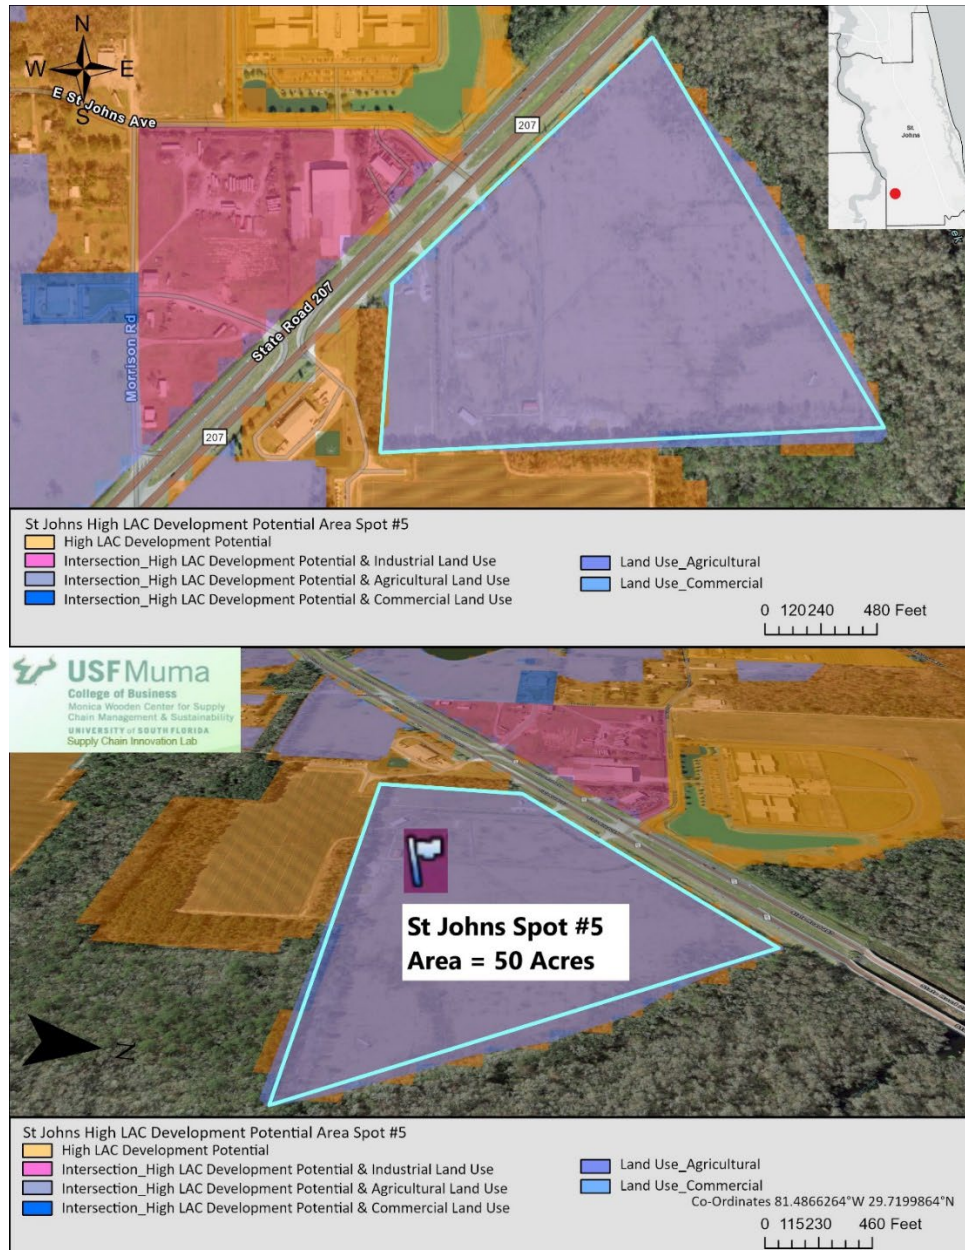 N
W E
S
E St Johns Ave
207
St
Johns
State Road 207
Morrison Rd
207
St Johns High LAC Development Potential Area Spot #5
High LAC Development Potential
Intersection_High LAC Development Potential & Industrial Land Use
Intersection_High LAC Development Potential & Agricultural Land Use
Intersection_High LAC Development Potential & Commercial Land Use
Land Use_Agricultural
Land Use_Commercial
0 120240 480 Feet
USF Muma
College of Business
Monica Wooden Center for Supply
Chain Management & Sustainability
UNIVERSITY of SOUTH FLORIDA
Supply Chain Innovation Lab
St Johns Spot #5
Area = 50 Acres
N
St Johns High LAC Development Potential Area Spot #5
High LAC Development Potential
Intersection_High LAC Development Potential & Industrial Land Use
Intersection_High LAC Development Potential & Agricultural Land Use
Intersection_High LAC Development Potential & Commercial Land Use
Land Use_Agricultural
Land Use_Commercial
Co-Ordinates 81.4866264°W 29.7199864°N
0 115230 460 Feet